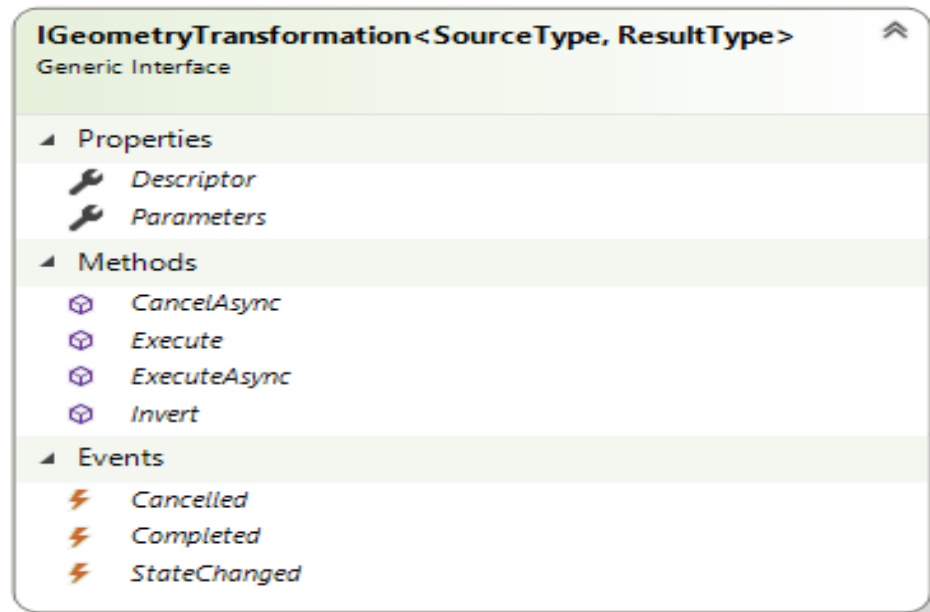 IGeometryTransformation<SourceType, ResultType>
Generic Interface
Properties
Descriptor
Parameters
Methods
CancelAsync
Execute
ExecuteAsync
Invert
Events
Cancelled
Completed
StateChanged